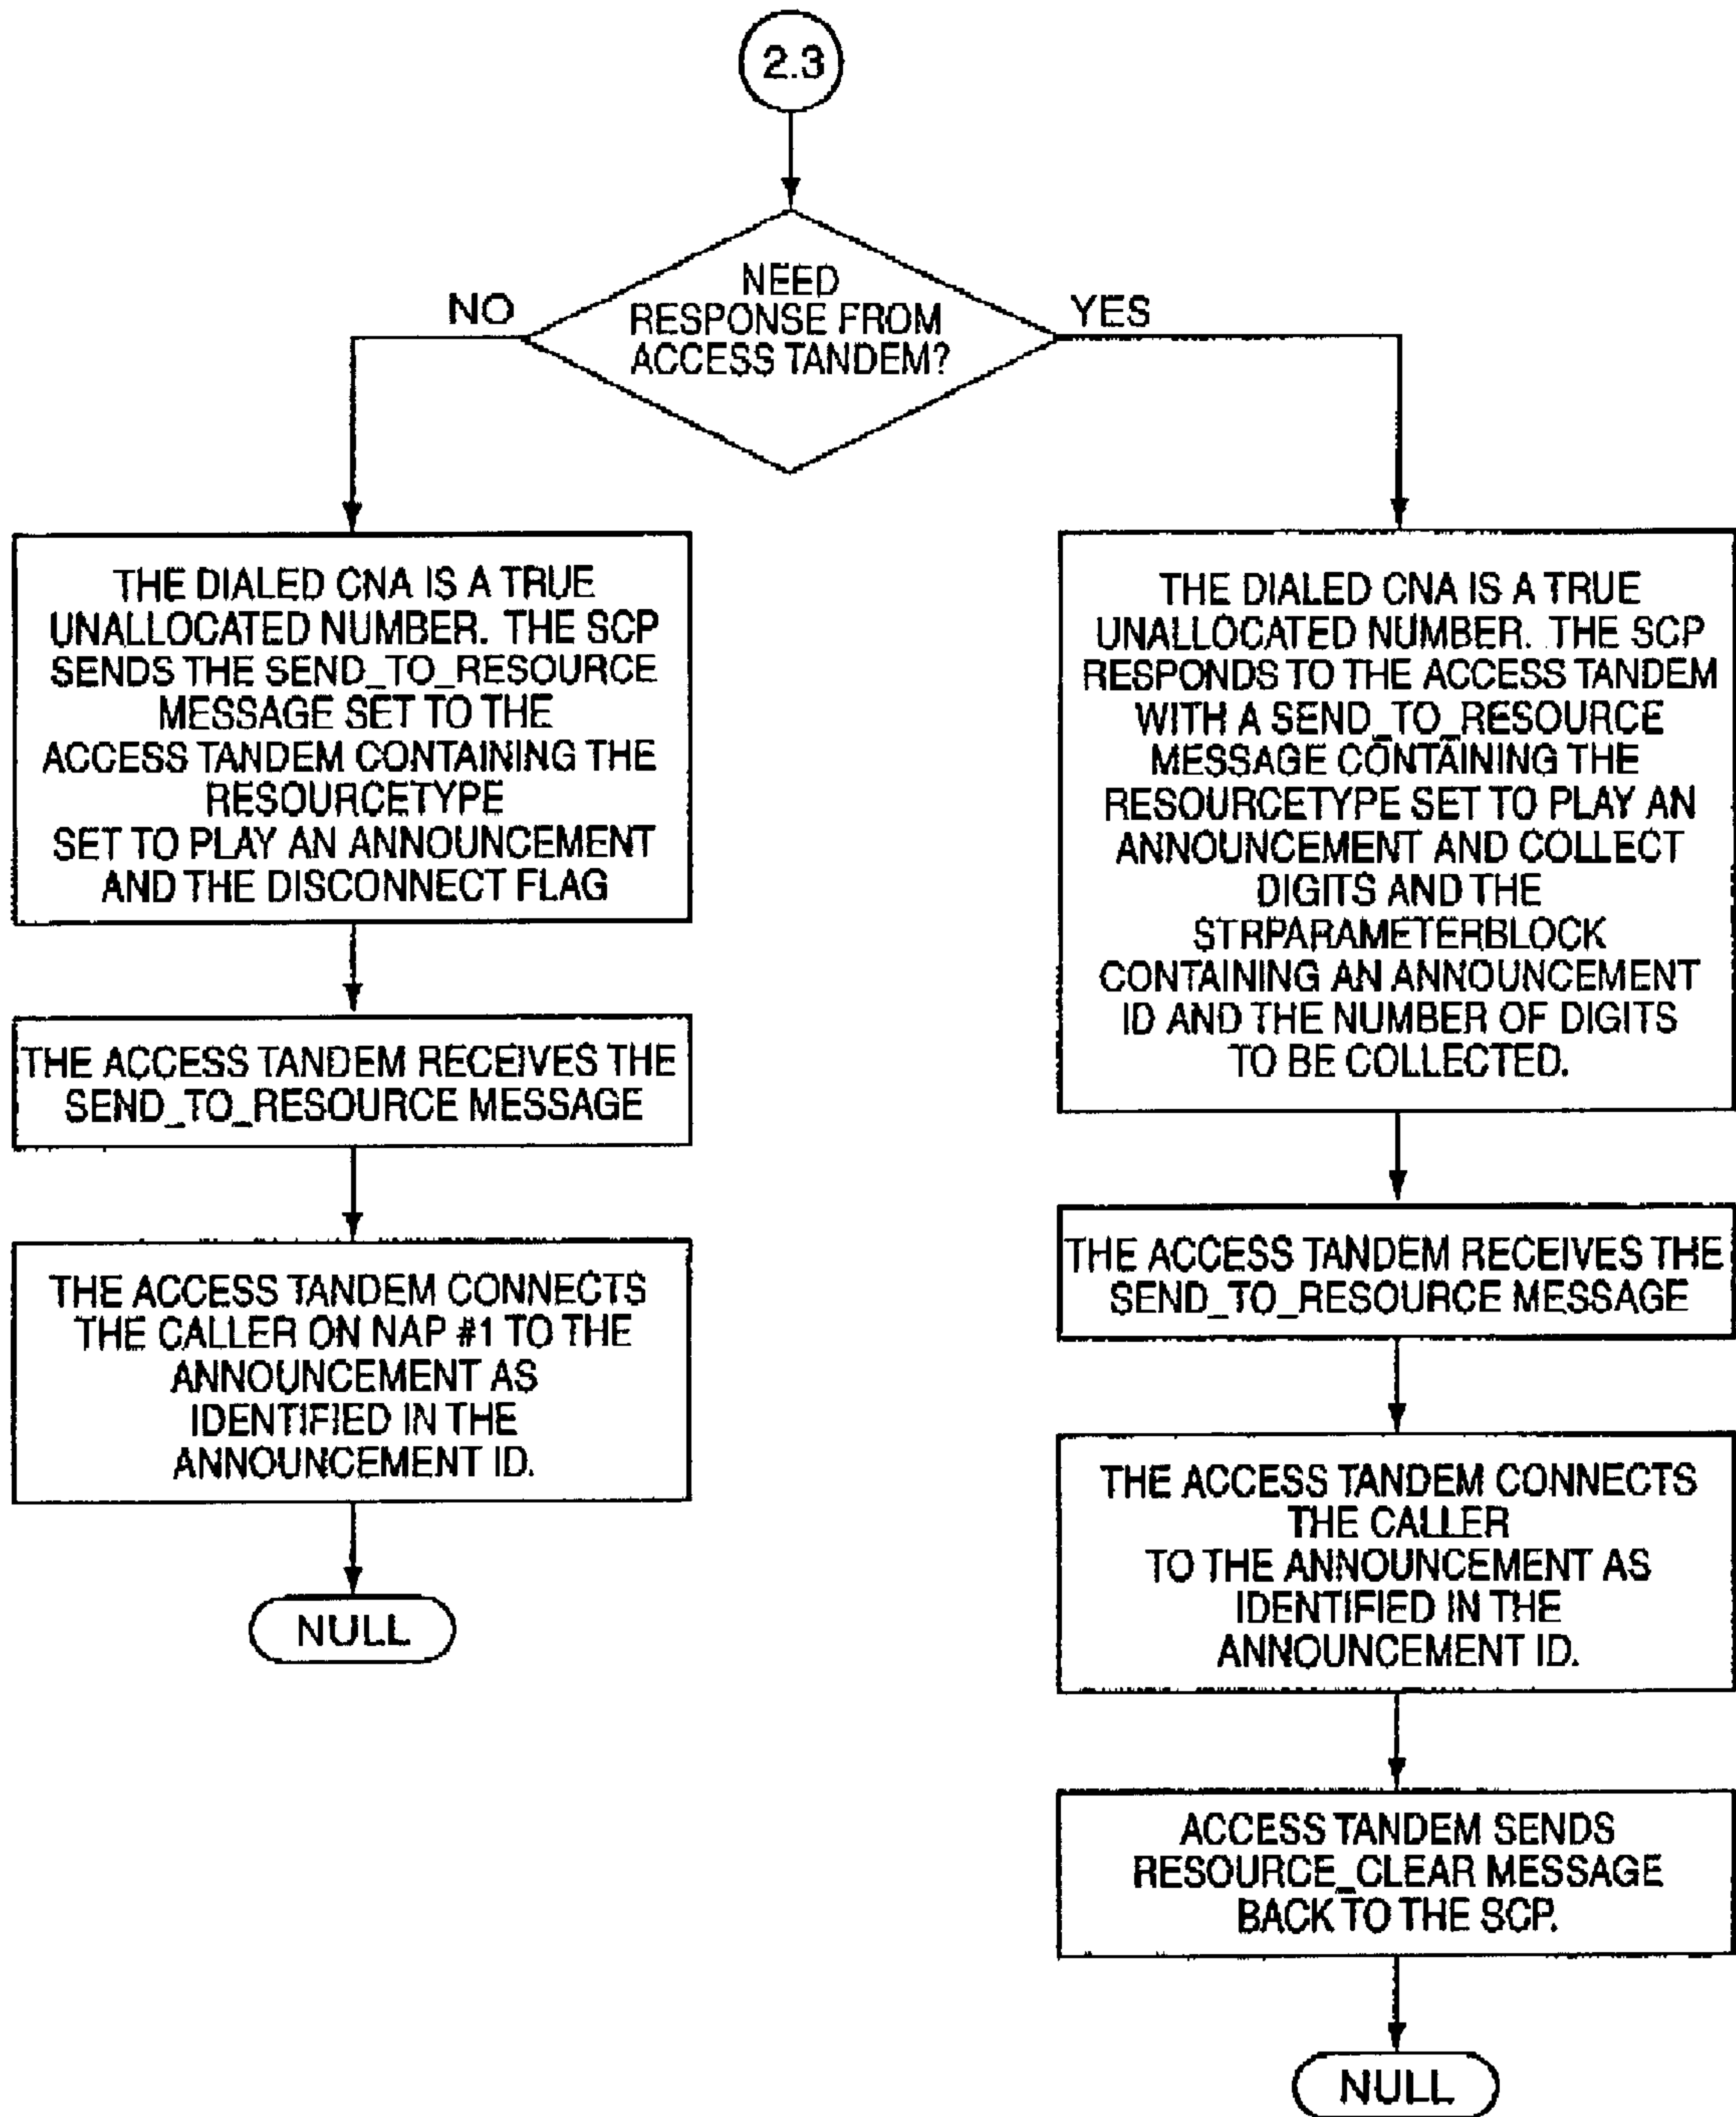 2.3
NEED
RESPONSE FROM
ACCESS TANDEM?
NO
YES
THE DIALED CNA IS A TRUE
UNALLOCATED NUMBER. THE SCP
SENDS THE SEND_TO_RESOURCE
MESSAGE SET TO THE
ACCESS TANDEM CONTAINING THE
RESOURCETYPE
SET TO PLAY AN ANNOUNCEMENT
AND THE DISCONNECT FLAG
THE ACCESS TANDEM RECEIVES THE
SEND_TO_RESOURCE MESSAGE
THE ACCESS TANDEM CONNECTS
THE CALLER ON NAP #1 TO THE
ANNOUNCEMENT AS
IDENTIFIED IN THE
ANNOUNCEMENT ID.
NULL
THE DIALED CNA IS A TRUE
UNALLOCATED NUMBER. THE SCP
RESPONDS TO THE ACCESS TANDEM
WITH A SEND_TO_RESOURCE
MESSAGE CONTAINING THE
RESOURCETYPE SET TO PLAY AN
ANNOUNCEMENT AND COLLECT
DIGITS AND THE
STRPARAMETERBLOCK
CONTAINING AN ANNOUNCEMENT
ID AND THE NUMBER OF DIGITS
TO BE COLLECTED.
THE ACCESS TANDEM RECEIVES THE
SEND_TO_RESOURCE MESSAGE
THE ACCESS TANDEM CONNECTS
THE CALLER
TO THE ANNOUNCEMENT AS
IDENTIFIED IN THE
ANNOUNCEMENT ID.
ACCESS TANDEM SENDS
RESOURCE_CLEAR MESSAGE
BACK TO THE SCP.
NULL